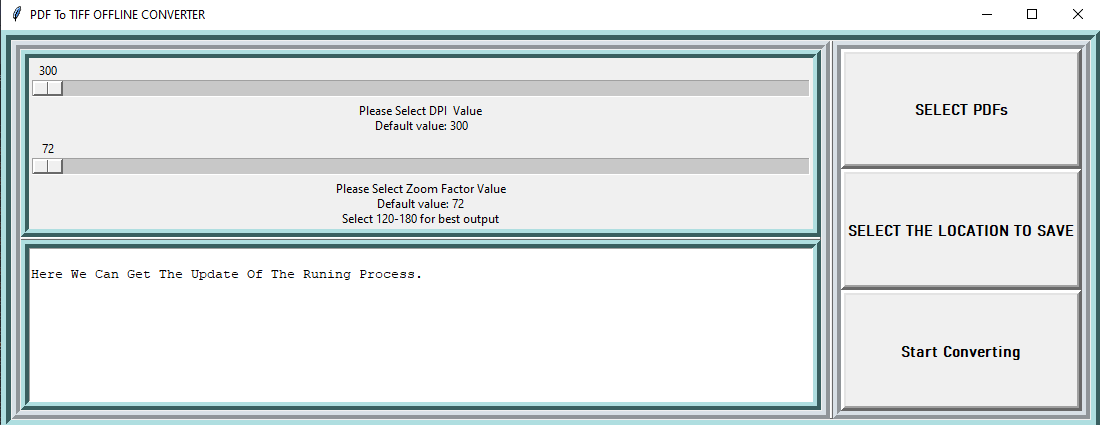 PDF To TIFF OFFLINE CONVERTER
300
Please Select DPI  Value
Default value: 300
72
Please Select Zoom Factor Value
Default value: 72
Select 120-180 for best output
Here We Can Get The Update Of The Runing Process.
SELECT PDFs
SELECT THE LOCATION TO SAVE
Start Converting